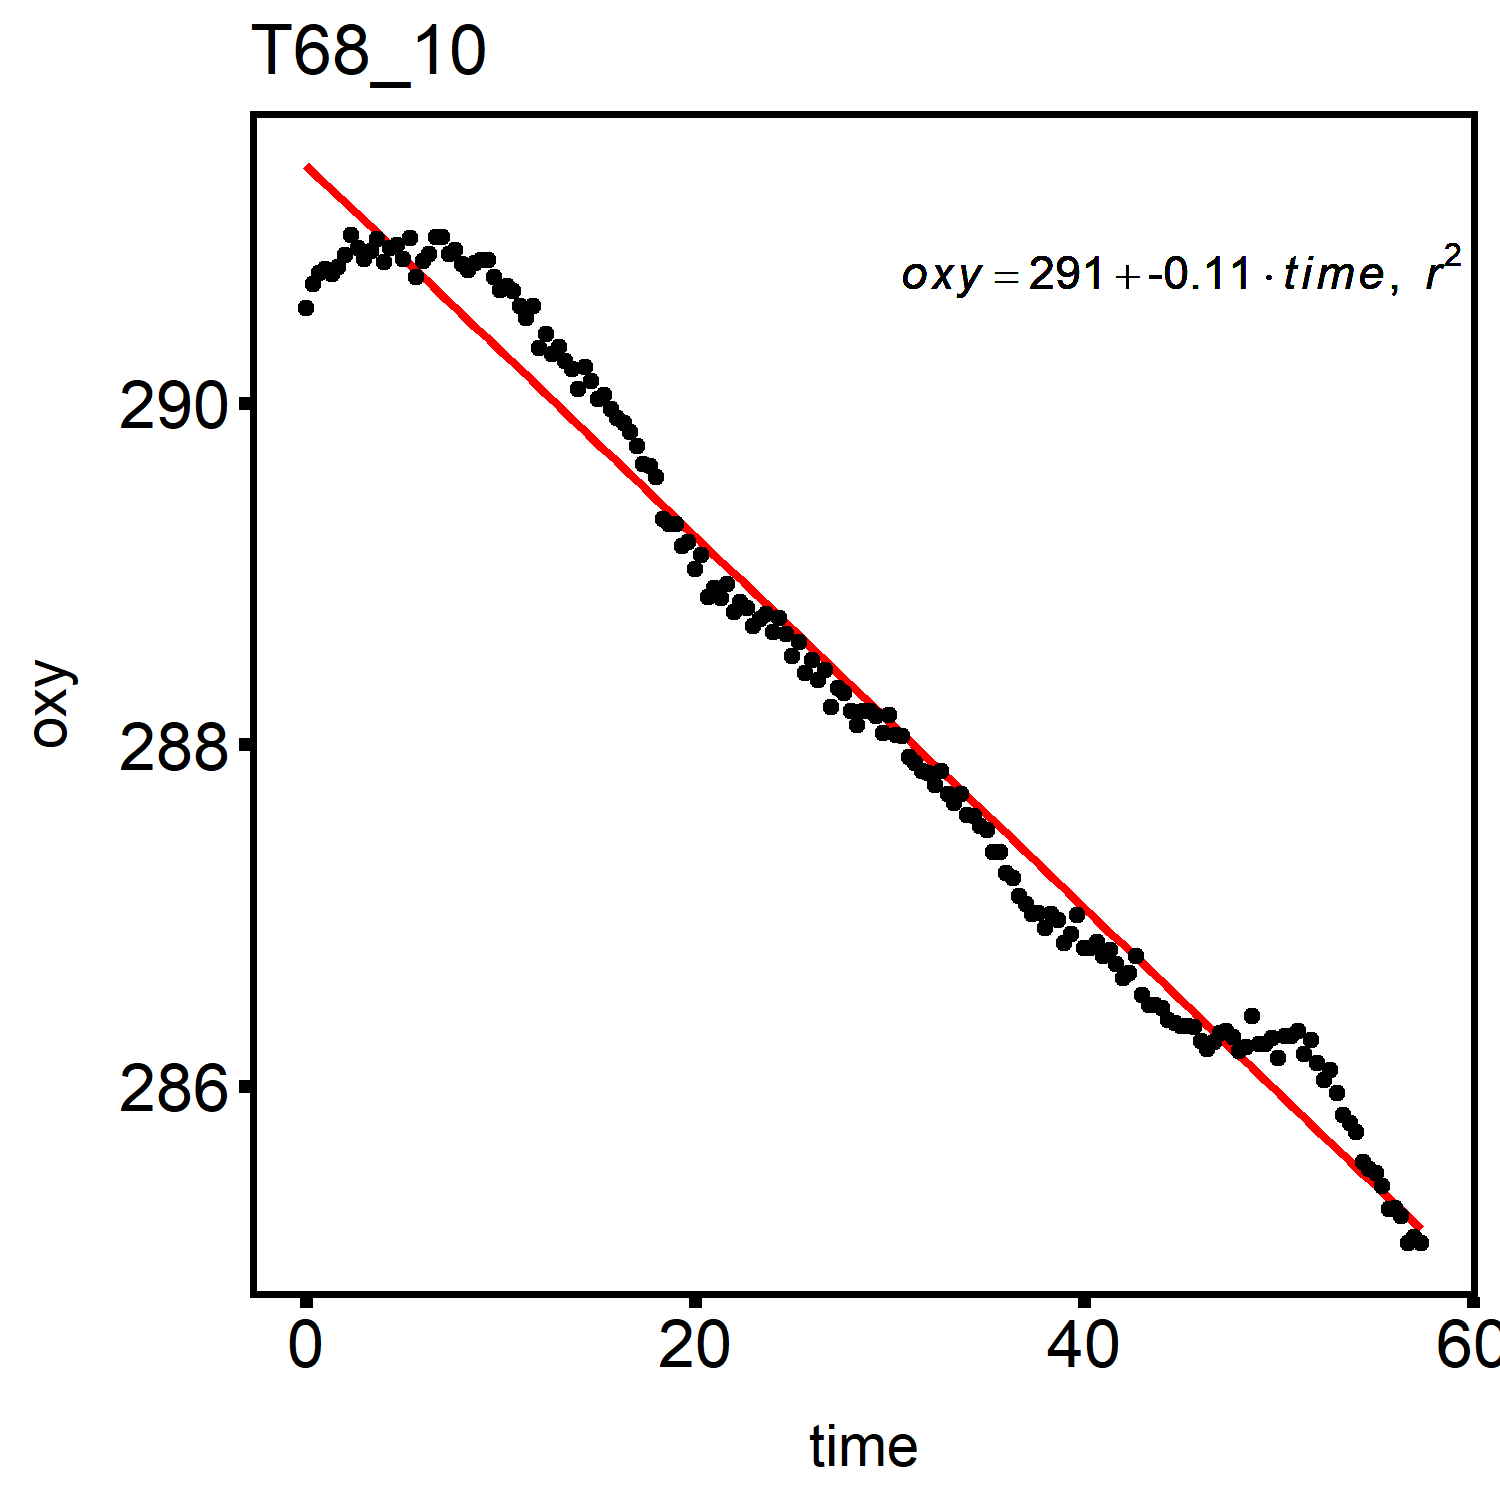 T68_10
oxy = 291 + -0.11 · time, r²
290
288
286
oxy
0 20 40 60
time